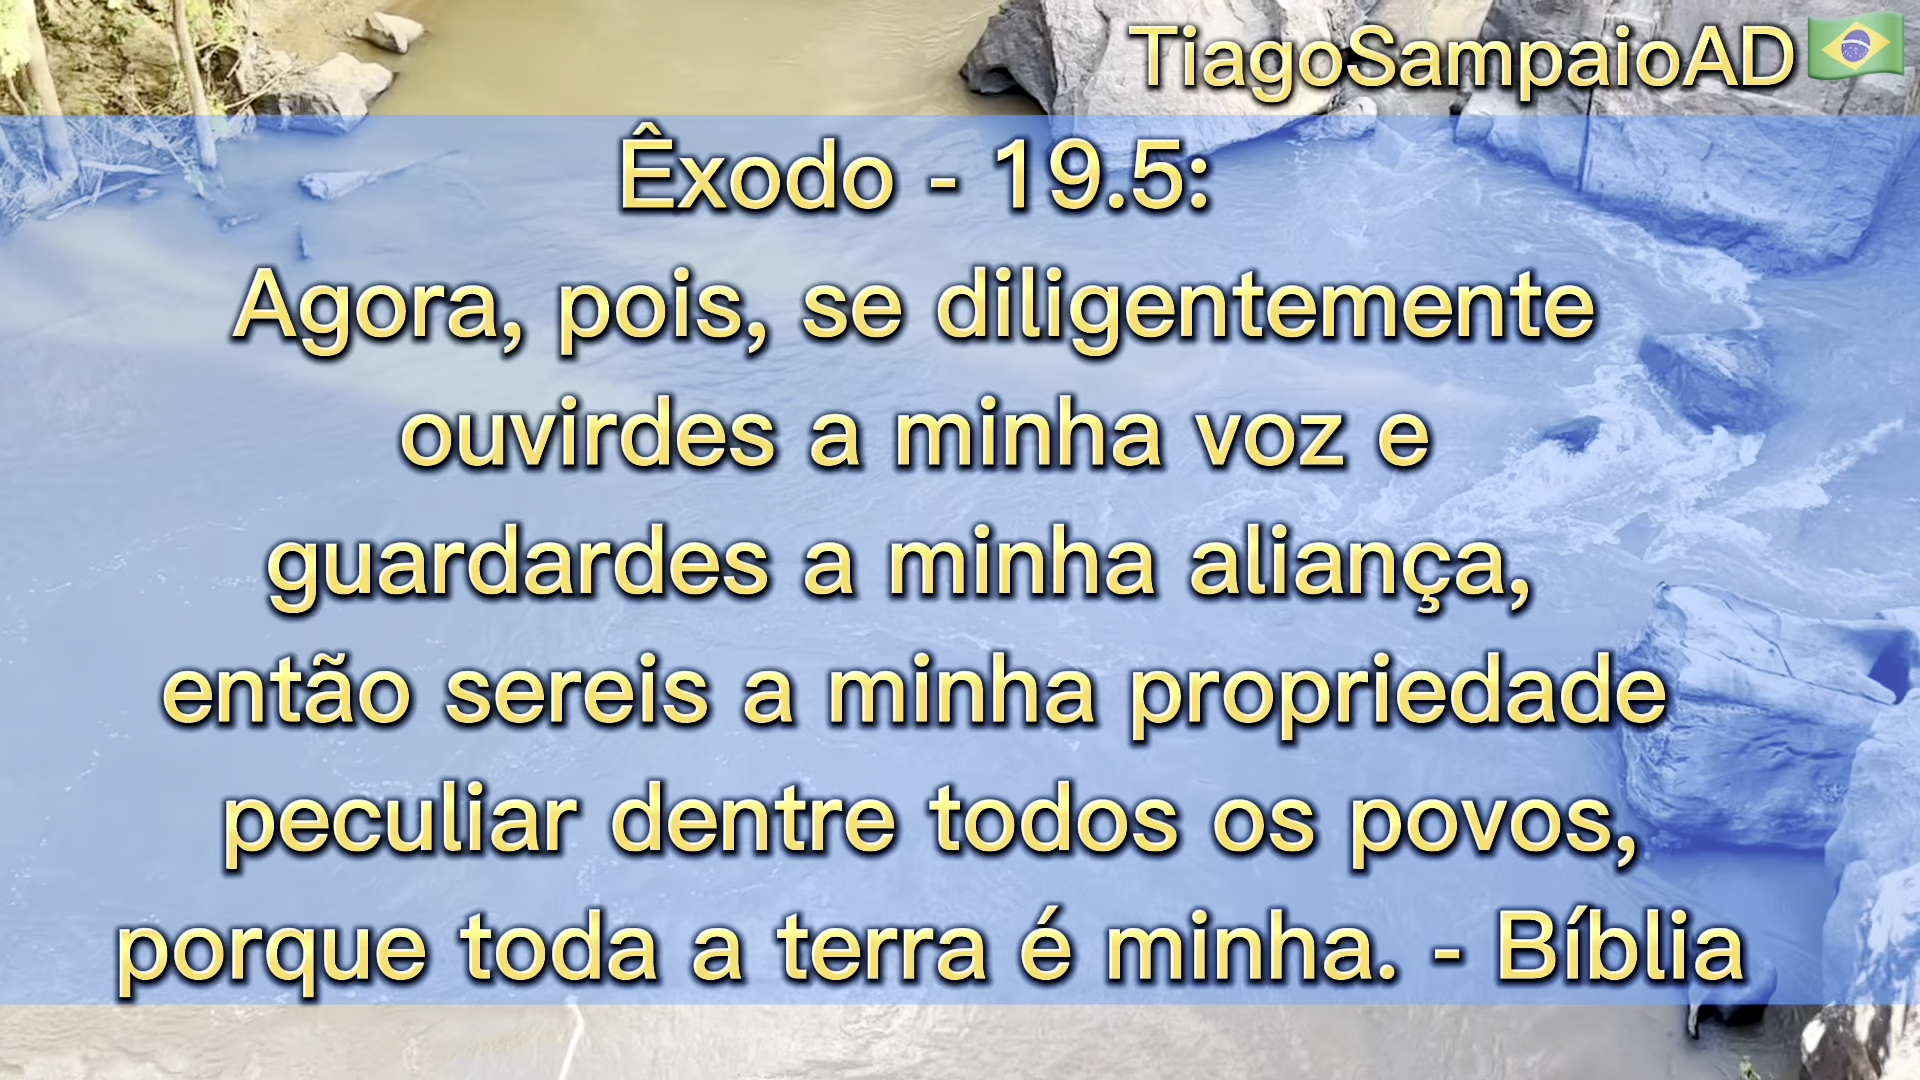 TiagoSampaioAD
Êxodo - 19.5:
Agora, pois, se diligentemente
ouvirdes a minha voz e
guardardes a minha aliança,
então sereis a minha propriedade
peculiar dentre todos os povos,
porque toda a terra é minha. - Bíblia